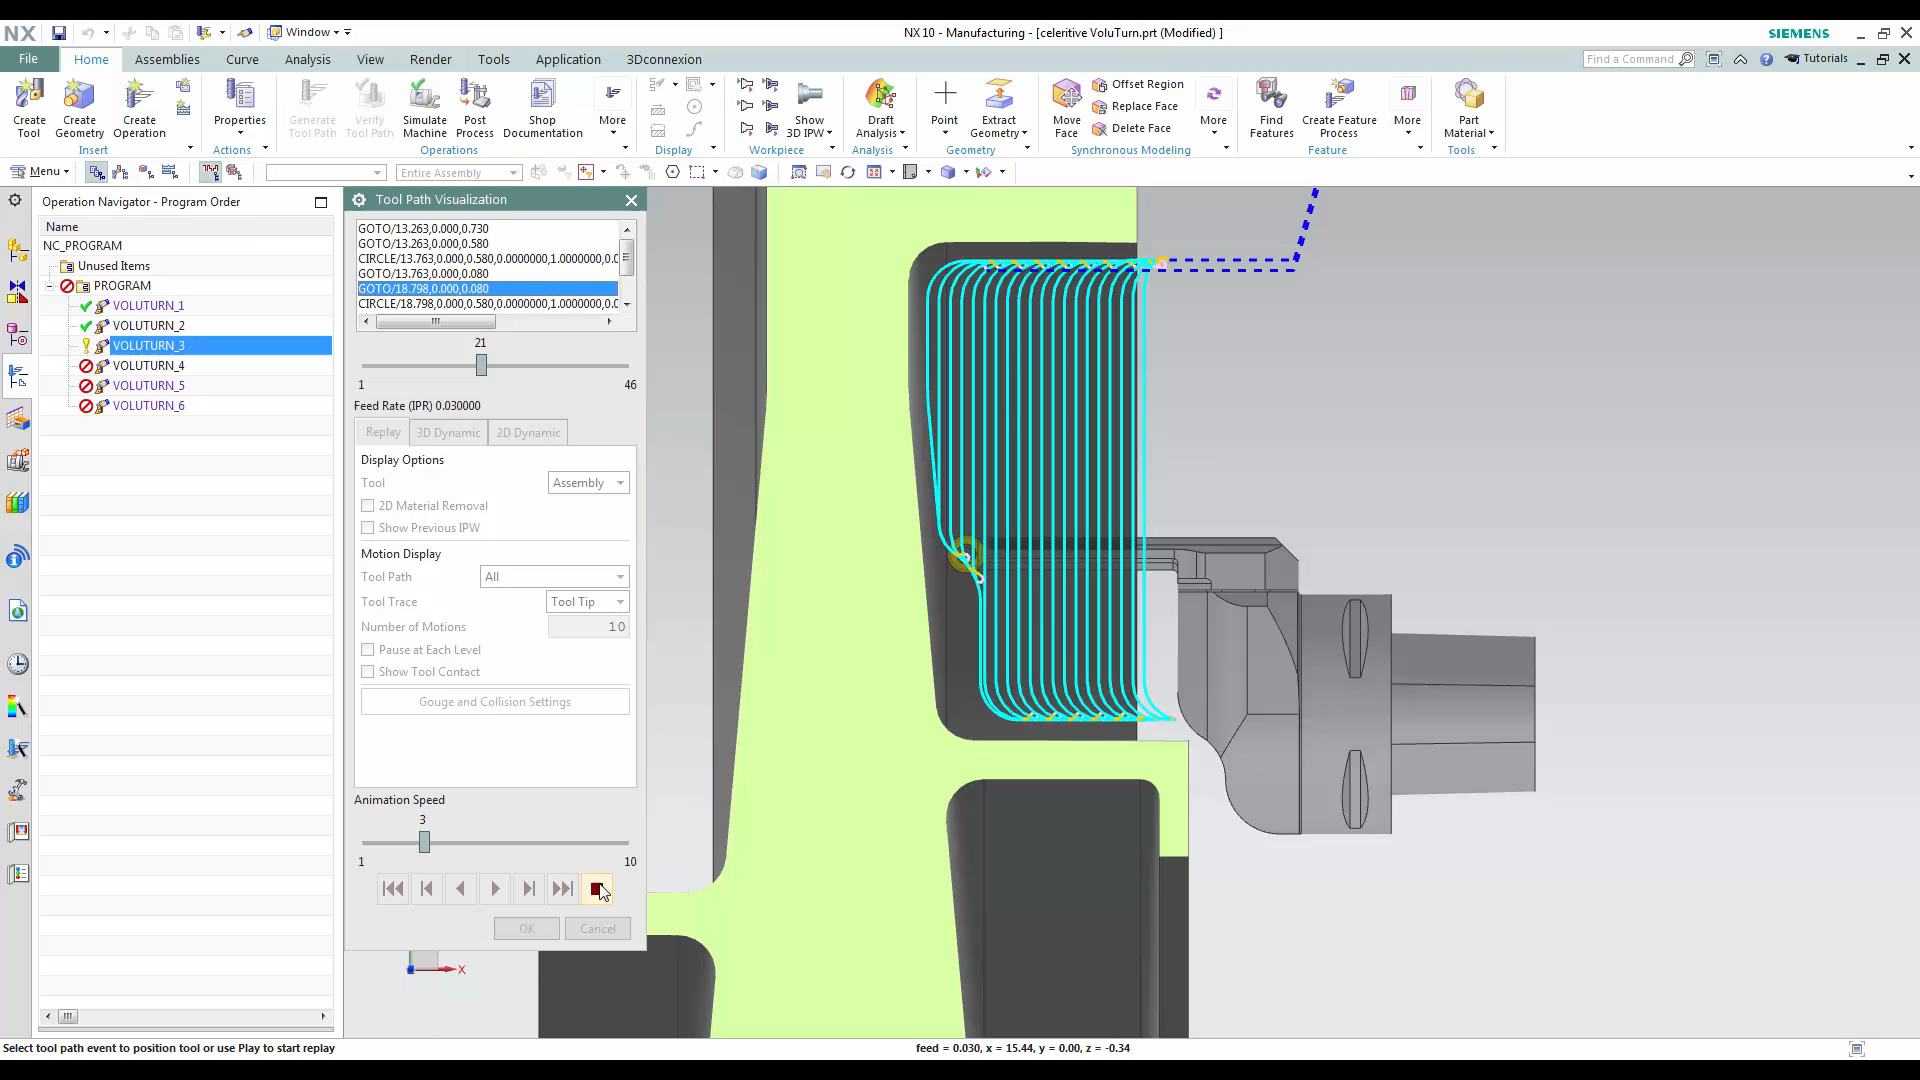 NX
Window
NX 10 - Manufacturing - [celeritive VoluTurn.prt (Modified) ]
SIEMENS
File
Home
Assemblies
Curve
Analysis
View
Render
Tools
Application
3Dconnexion
Find a Command
Tutorials
Create Tool
Create Geometry
Create Operation
Properties
Generate Tool Path
Verify Tool Path
Simulate Machine
Post Process
Shop Documentation
More
Show 3D IPW
Draft Analysis
Point
Extract Geometry
Move Face
Offset Region
Replace Face
Delete Face
More
Find Features
Create Feature Process
More
Part Material
Insert
Actions
Operations
Display
Workpiece
Analysis
Geometry
Synchronous Modeling
Feature
Tools
Menu
Entire Assembly
Operation Navigator - Program Order
Name
NC_PROGRAM
Unused Items
PROGRAM
VOLUTURN_1
VOLUTURN_2
VOLUTURN_3
VOLUTURN_4
VOLUTURN_5
VOLUTURN_6
Tool Path Visualization
GOTO/13.263,0.000,0.730
GOTO/13.263,0.000,0.580
CIRCLE/13.763,0.000,0.580,0.0000000,1.0000000,0.0
GOTO/13.763,0.000,0.080
GOTO/18.798,0.000,0.080
CIRCLE/18.798,0.000,0.580,0.0000000,1.0000000,0.0
21
1
46
Feed Rate (IPR) 0.030000
Replay
3D Dynamic
2D Dynamic
Display Options
Tool
Assembly
2D Material Removal
Show Previous IPW
Motion Display
Tool Path
All
Tool Trace
Tool Tip
Number of Motions
10
Pause at Each Level
Show Tool Contact
Gouge and Collision Settings
Animation Speed
3
1
10
OK
Cancel
X
Select tool path event to position tool or use Play to start replay
feed = 0.030, x = 15.44, y = 0.00, z = -0.34